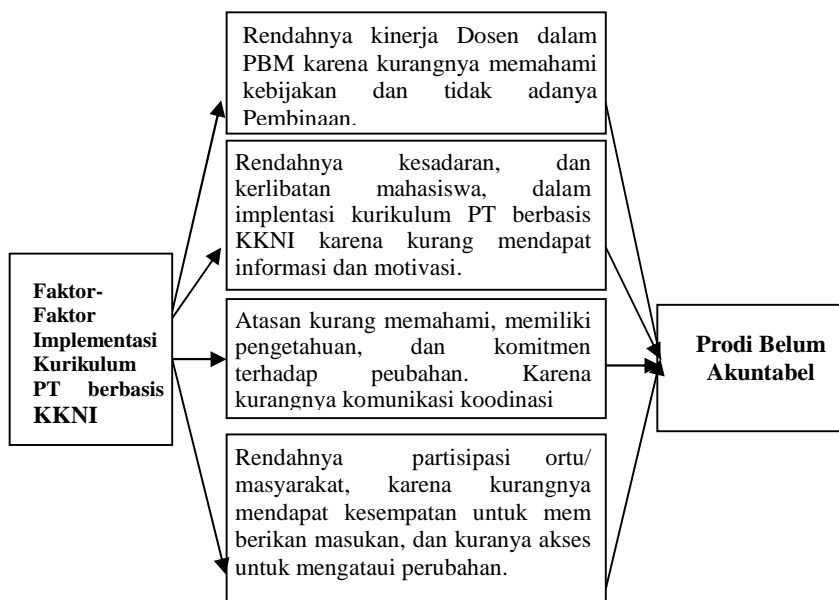 Rendahnya kinerja Dosen dalam
PBM karena kurangnya memahami
kebijakan dan tidak adanya
Pembinaan.
Rendahnya kesadaran, dan
kerlibatan mahasiswa, dalam
implentasi kurikulum PT berbasis
KKNI karena kurang mendapat
informasi dan motivasi.
Faktor-
Faktor
Implementasi
Kurikulum
PT berbasis
KKNI
Atasan kurang memahami, memiliki
pengetahuan, dan komitmen
terhadap peubahan. Karena
kurangnya komunikasi koodinasi
Prodi Belum
Akuntabel
Rendahnya partisipasi ortu/
masyarakat, karena kurangnya
mendapat kesempatan untuk mem
berikan masukan, dan kuranya akses
untuk mengataui perubahan.